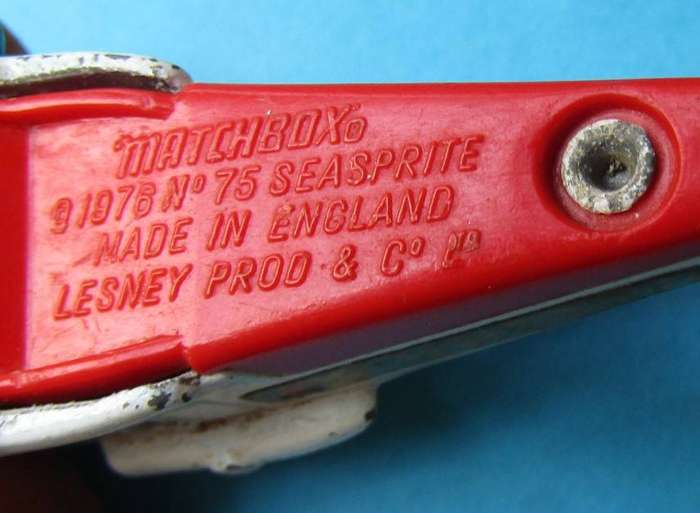 "MATCHBOX"®
© 1976 Nº 75 SEASPRITE
MADE IN ENGLAND
LESNEY PROD. & Cº LTD